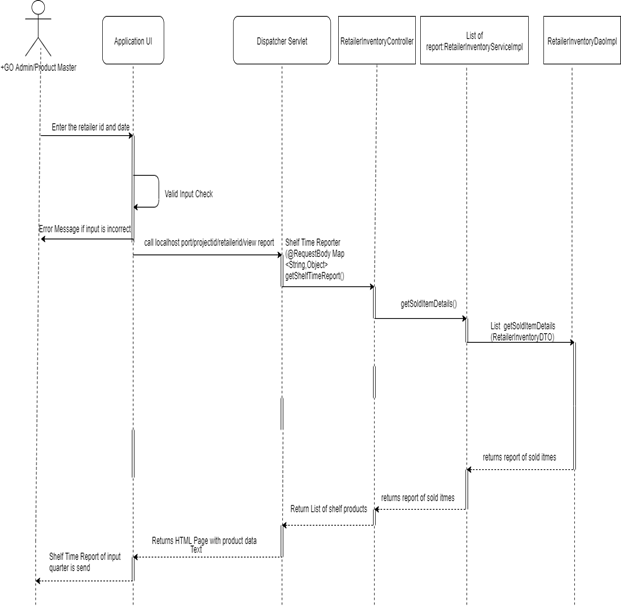 +GO Admin/Product Master
Application UI
Dispatcher Servlet
RetailerInventoryController
List of
report:RetailerInventoryServiceImpl
RetailerInventoryDaoImpl
Enter the retailer id and date
Valid Input Check
Error Message if input is incorrect
call localhost port/projectid/retailerid/view report
Shelf Time Reporter
(@RequestBody Map
<String,Object>
getShelfTimeReport()
getSoldItemDetails()
List getSoldItemDetails
(RetailerInventoryDTO)
returns report of sold itmes
returns report of sold itmes
Return List of shelf products
Returns HTML Page with product data
Text
Shelf Time Report of input
quarter is send